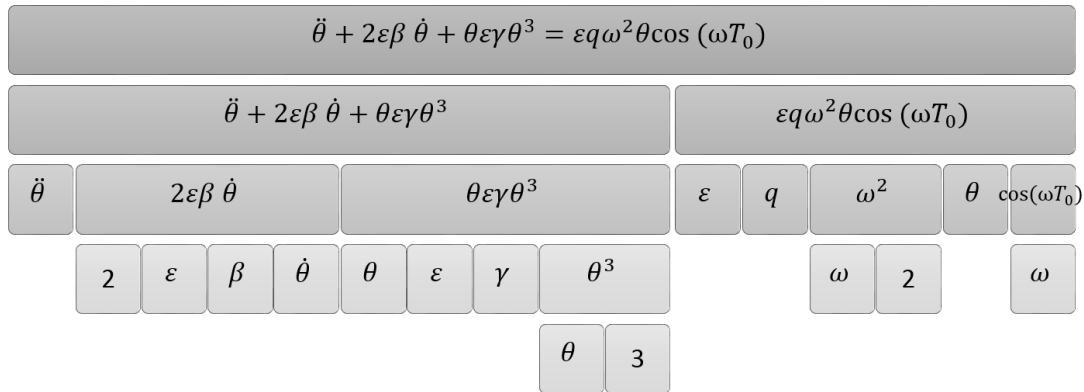 θ̈ + 2εβ θ̇ + θεγθ³ = εqω²θcos (ωT₀)
θ̈ + 2εβ θ̇ + θεγθ³ εqω²θcos (ωT₀)
θ̈ 2εβ θ̇ θεγθ³ ε q ω² θ cos(ωT₀)
2 ε β θ̇ θ ε γ θ³ ω 2 ω
θ 3